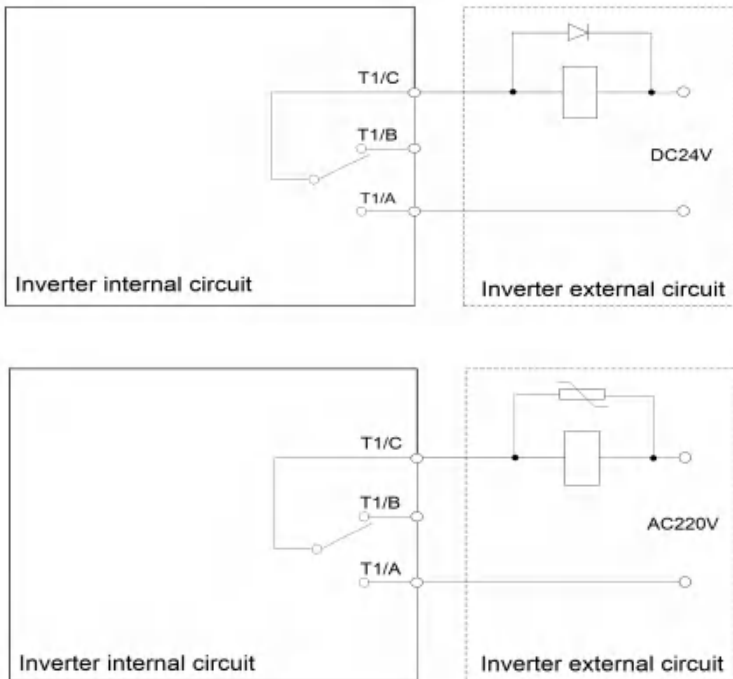 T1/C
T1/B
DC24V
T1/A
Inverter internal circuit
Inverter external circuit
T1/C
T1/B
AC220V
T1/A
Inverter internal circuit
Inverter external circuit